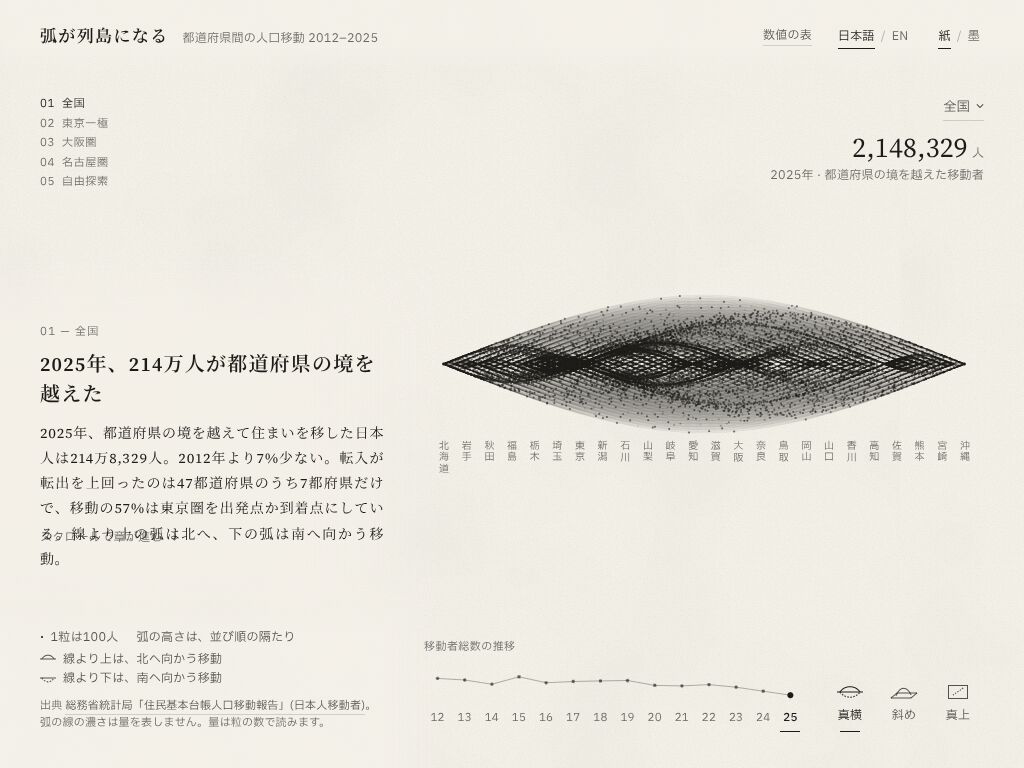 弧が列島になる 都道府県間の人口移動 2012–2025
数値の表 日本語 / EN 紙 / 墨
01 全国
02 東京一極
03 大阪圏
04 名古屋圏
05 自由探索
全国
2,148,329 人
2025年 · 都道府県の境を越えた移動者
01 — 全国
2025年、214万人が都道府県の境を
越えた
2025年、都道府県の境を越えて住まいを移した日本
人は214万8,329人。2012年より7%少ない。転入が
転出を上回ったのは47都道府県のうち7都府県だけ
で、移動の57%は東京圏を出発点か到着点にしてい
る。線より上の弧は北へ、下の弧は南へ向かう移
動。
北海道 岩手 秋田 福島 栃木 埼玉 東京 新潟 石川 山梨 岐阜 愛知 滋賀 大阪 奈良 鳥取 岡山 山口 香川 高知 佐賀 熊本 宮崎 沖縄
・ 1粒は100人 弧の高さは、並び順の隔たり
線より上は、北へ向かう移動
線より下は、南へ向かう移動
出典 総務省統計局「住民基本台帳人口移動報告」(日本人移動者)。
弧の線の濃さは量を表しません。量は粒の数で読みます。
移動者総数の推移
12 13 14 15 16 17 18 19 20 21 22 23 24 25
真横 斜め 真上